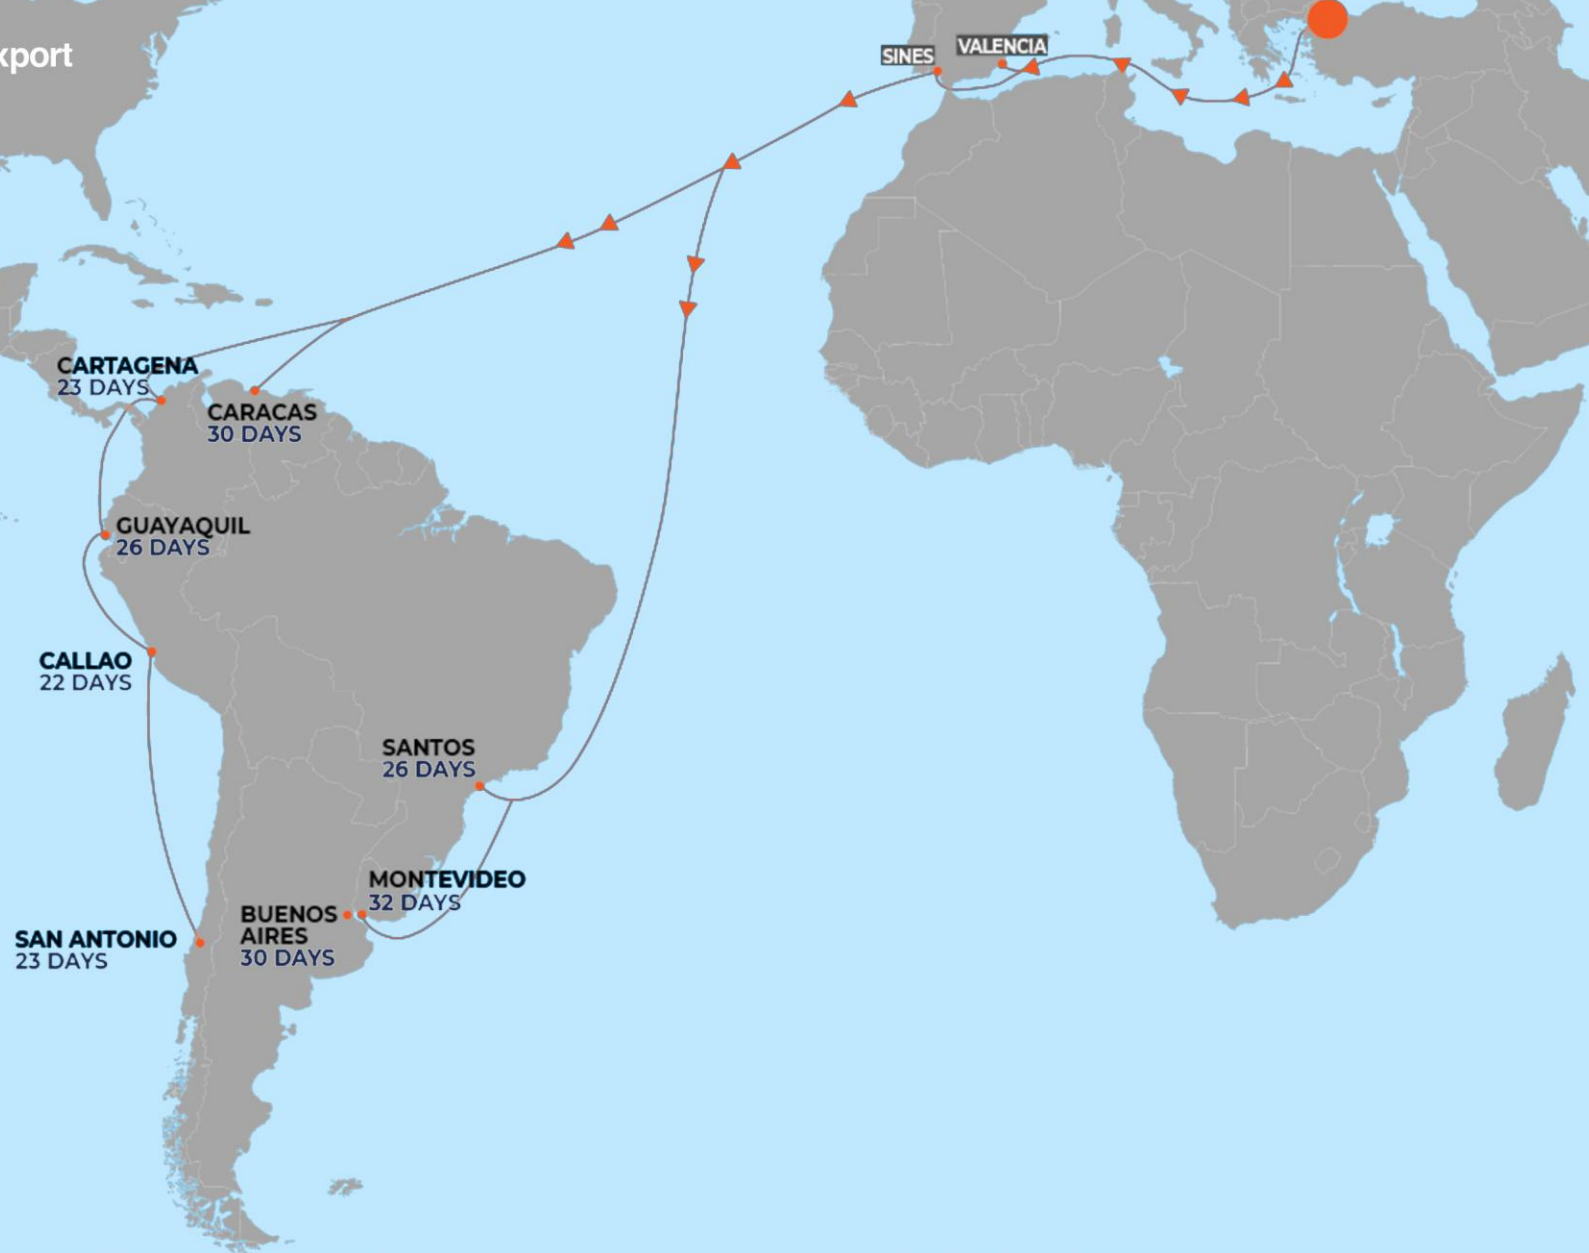 xport
SINES
VALENCIA
CARTAGENA
23 DAYS
CARACAS
30 DAYS
GUAYAQUIL
26 DAYS
CALLAO
22 DAYS
SANTOS
26 DAYS
MONTEVIDEO
32 DAYS
BUENOS
AIRES
30 DAYS
SAN ANTONIO
23 DAYS